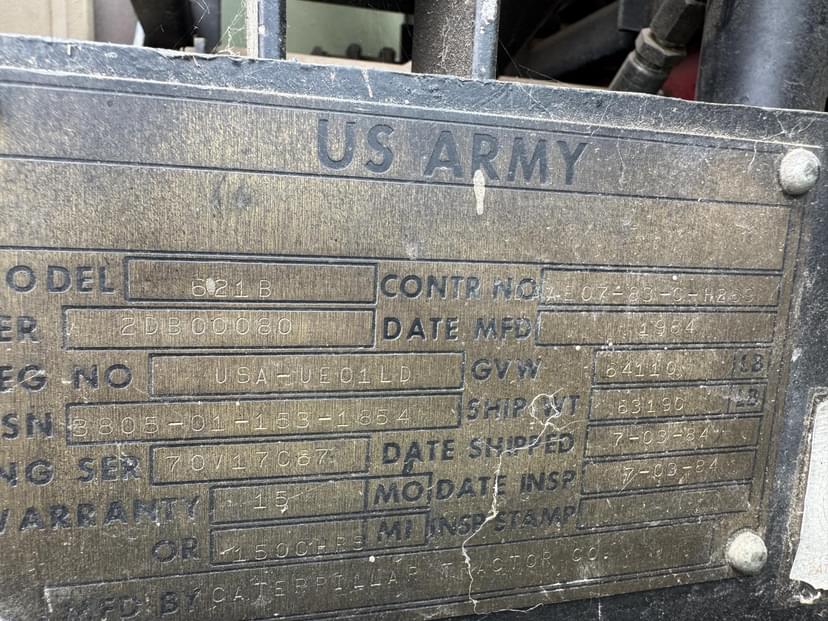 US ARMY
ODEL 621B CONTR NO
ER 2DB00080 DATE MFD 1984
EG NO USA-UE01LD GVW 64110 LB
SN 3805-01-153-1854 SHIP WT 63190 LB
NG SER 70V17C67 DATE SHIPPED 7-03-84
WARRANTY 15 MO DATE INSP 7-03-84
OR 1500HRS MI INSP STAMP
MFD BY CATERPILLAR TRACTOR CO.